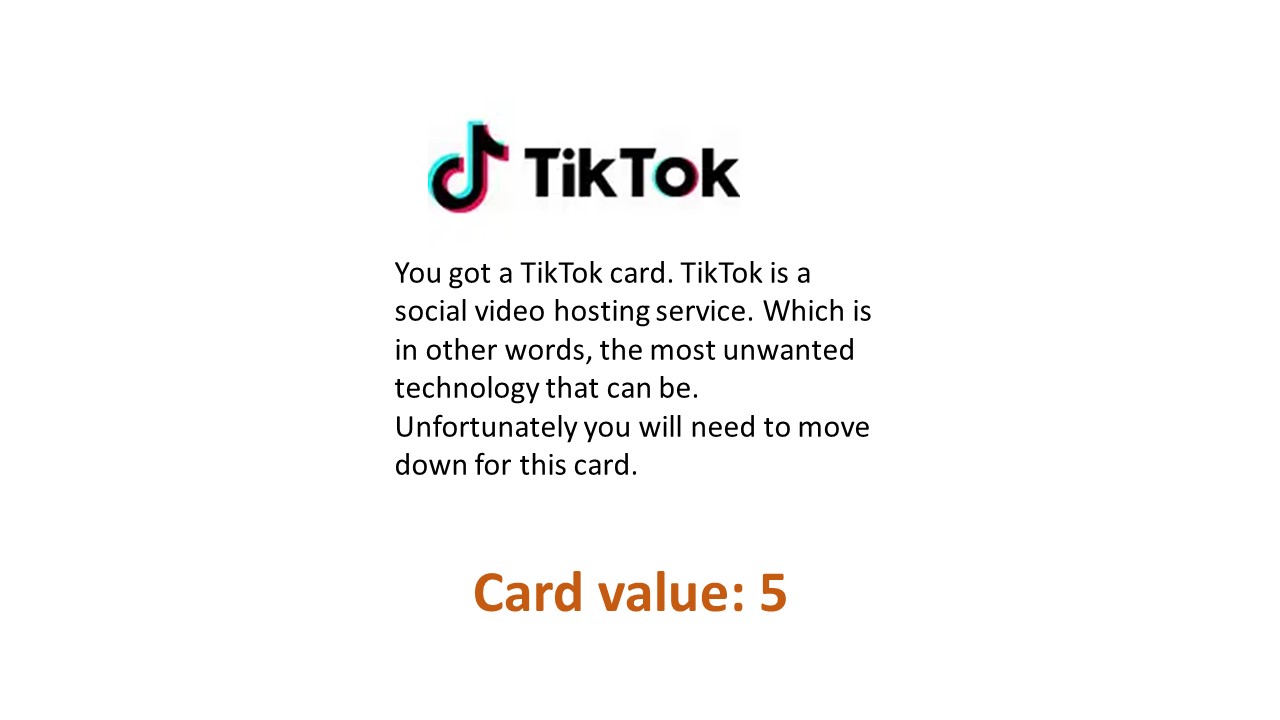 TikTok
You got a TikTok card. TikTok is a
social video hosting service. Which is
in other words, the most unwanted
technology that can be.
Unfortunately you will need to move
down for this card.
Card value: 5